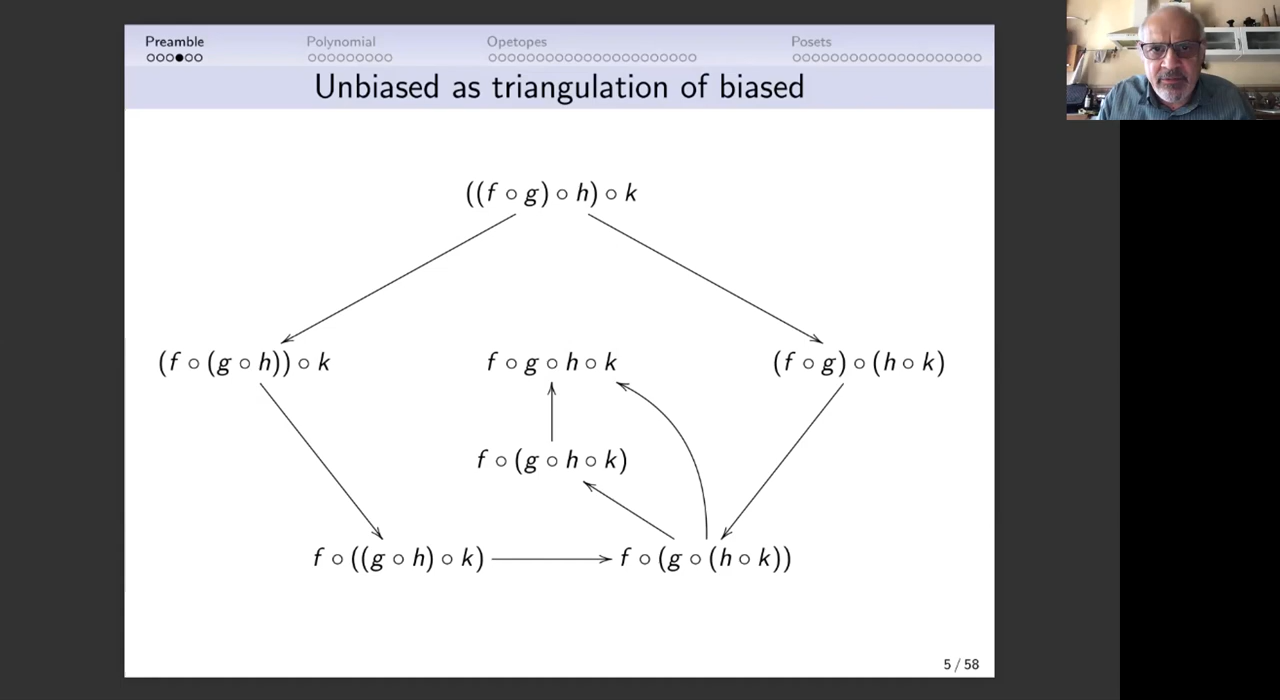 Preamble Polynomial Opetopes Posets
Unbiased as triangulation of biased
((f ∘ g) ∘ h) ∘ k
(f ∘ (g ∘ h)) ∘ k f ∘ g ∘ h ∘ k (f ∘ g) ∘ (h ∘ k)
f ∘ (g ∘ h ∘ k)
f ∘ ((g ∘ h) ∘ k) f ∘ (g ∘ (h ∘ k))
5 / 58